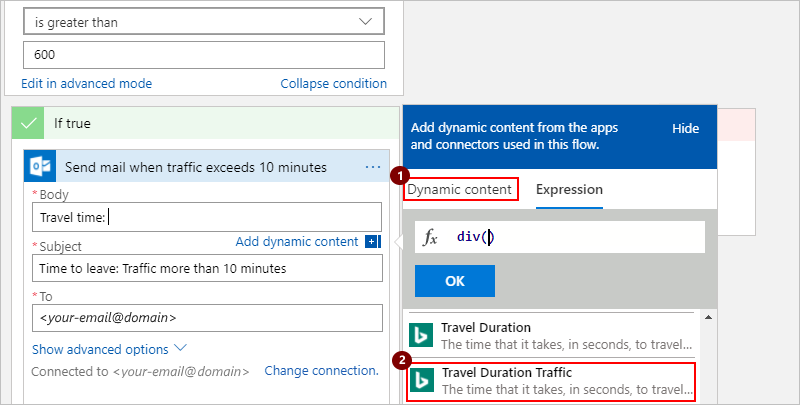 is greater than
600
Edit in advanced mode
Collapse condition
If true
Send mail when traffic exceeds 10 minutes
...
* Body
Travel time:
Add dynamic content
* Subject
Time to leave: Traffic more than 10 minutes
* To
<your-email@domain>
Show advanced options
Connected to <your-email@domain>
Change connection.
Add dynamic content from the apps
and connectors used in this flow.
Hide
1
Dynamic content
Expression
fx
div()
OK
Travel Duration
The time that it takes, in seconds, to travel...
2
Travel Duration Traffic
The time that it takes, in seconds, to travel...